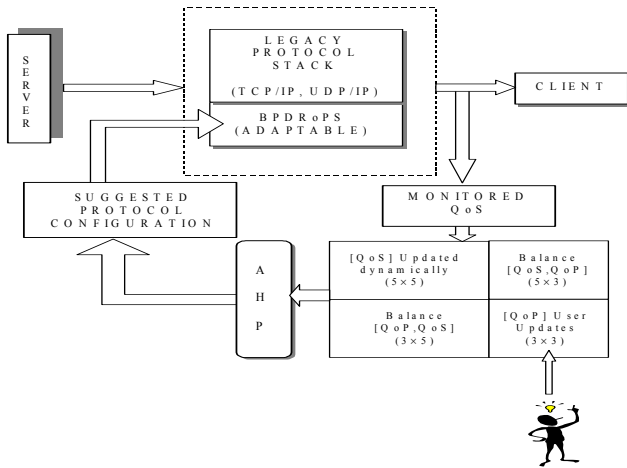 LEGACY
PROTOCOL
STACK
(TCP/IP, UDP/IP)
BPDRoPS
(ADAPTABLE)
SERVER
CLIENT
SUGGESTED
PROTOCOL
CONFIGURATION
MONITORED
QoS
AHP
[QoS] Updated
dynamically
(5×5)
Balance
[QoS,QoP]
(5×3)
Balance
[QoP,QoS]
(3×5)
[QoP] User
Updates
(3×3)